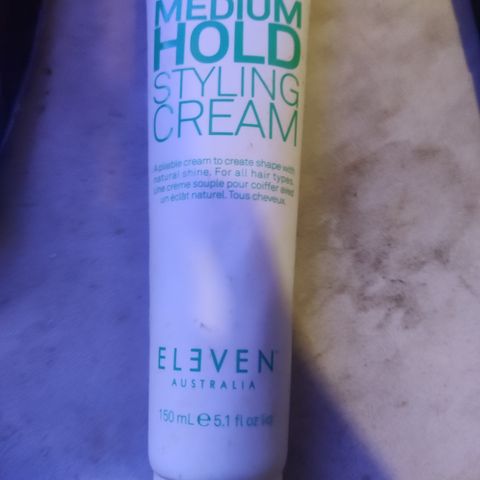 MEDIUM
HOLD
STYLING
CREAM
A pliable cream to create shape with
natural shine. For all hair types.
Une crème souple pour coiffer avec
un éclat naturel. Tous cheveux.
ELEVEN
AUSTRALIA
150 mL ℮ 5.1 fl oz liq